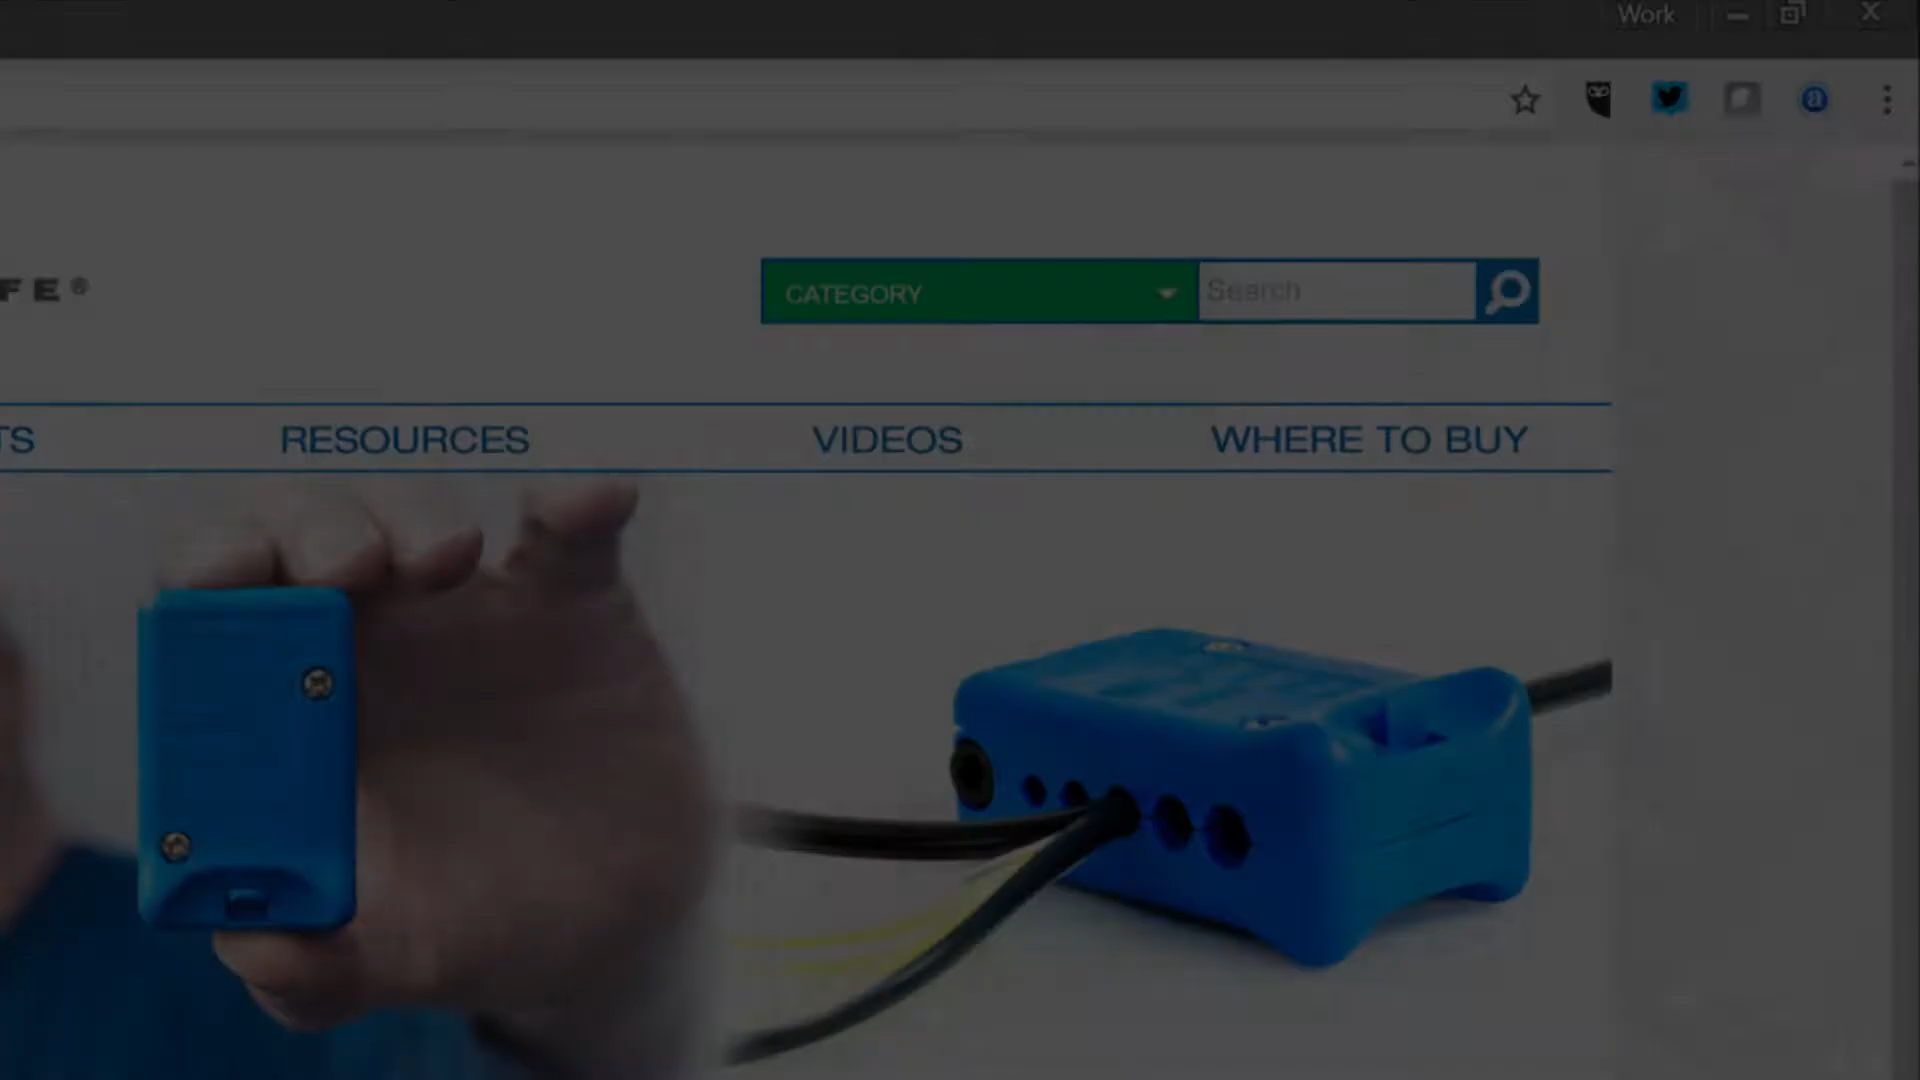 Work
FE®
CATEGORY
Search
TS
RESOURCES
VIDEOS
WHERE TO BUY